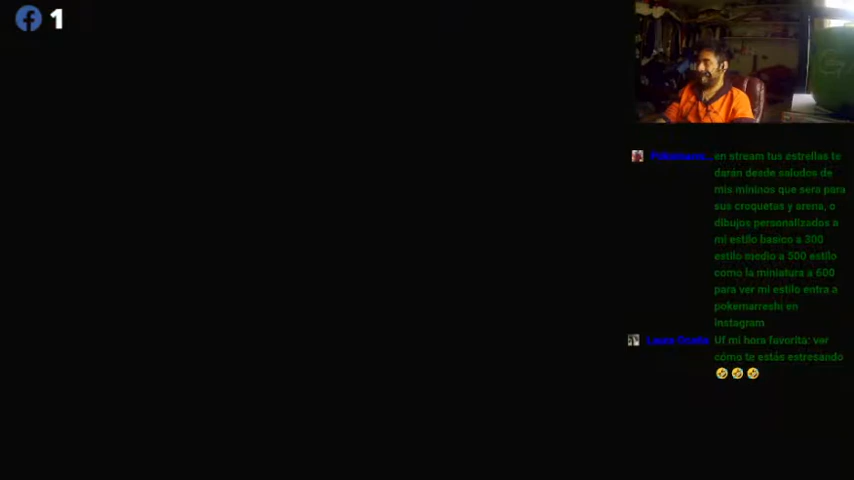 1
en stream tus estrellas te
darán desde saludos de
mis mininos que sera para
sus croquetas y arena, o
dibujos personalizados a
mi estilo basico a 300
estilo medio a 500 estilo
como la miniatura a 600
para ver mi estilo entra a
pokemarreshi en
instagram
Uf mi hora favorita: ver
cómo te estás estresando